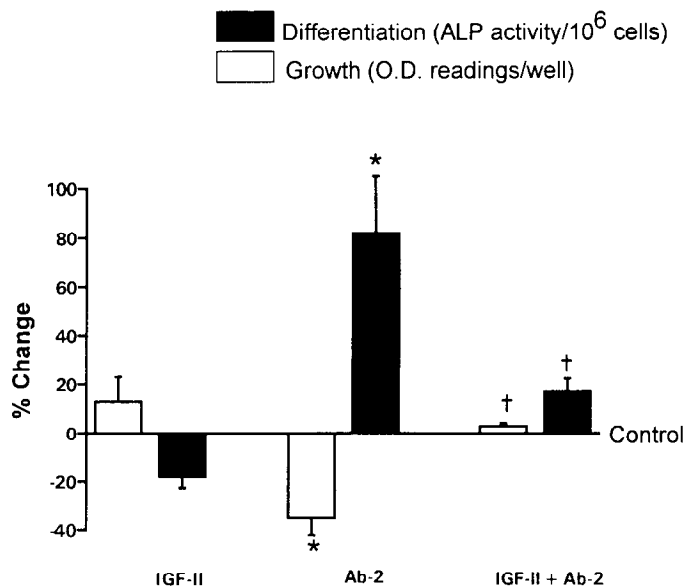 Differentiation (ALP activity/10⁶ cells)
Growth (O.D. readings/well)
*
100
80
60
40
20
0
-20
-40
% Change
†
†
Control
*
IGF-II
Ab-2
IGF-II + Ab-2